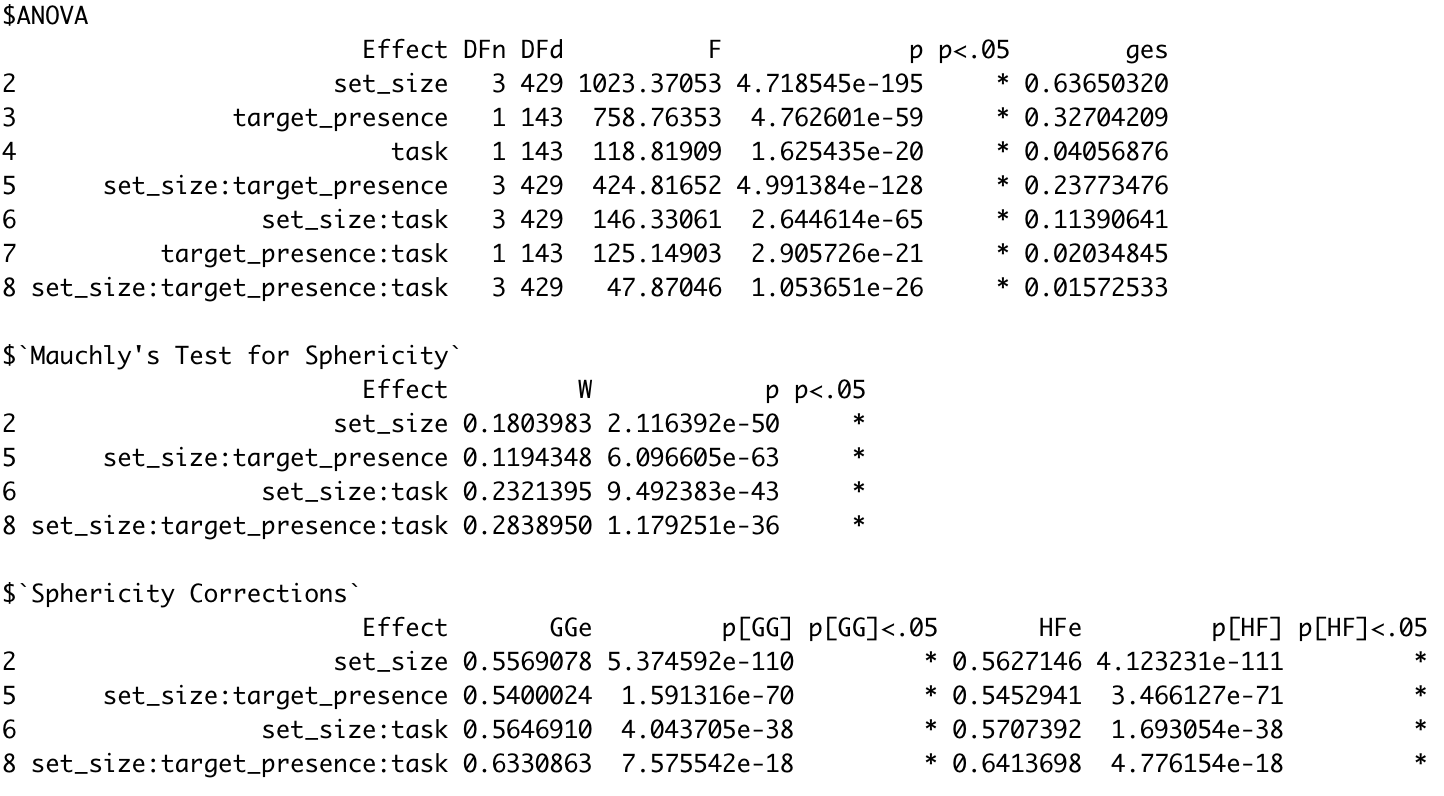 $ANOVA
                         Effect DFn DFd          F             p p<.05        ges
2                      set_size   3 429 1023.37053 4.718545e-195     * 0.63650320
3               target_presence   1 143  758.76353  4.762601e-59     * 0.32704209
4                          task   1 143  118.81909  1.625435e-20     * 0.04056876
5      set_size:target_presence   3 429  424.81652 4.991384e-128     * 0.23773476
6                 set_size:task   3 429  146.33061  2.644614e-65     * 0.11390641
7          target_presence:task   1 143  125.14903  2.905726e-21     * 0.02034845
8 set_size:target_presence:task   3 429   47.87046  1.053651e-26     * 0.01572533

$`Mauchly's Test for Sphericity`
                         Effect         W            p p<.05
2                      set_size 0.1803983 2.116392e-50     *
5      set_size:target_presence 0.1194348 6.096605e-63     *
6                 set_size:task 0.2321395 9.492383e-43     *
8 set_size:target_presence:task 0.2838950 1.179251e-36     *

$`Sphericity Corrections`
                         Effect       GGe         p[GG] p[GG]<.05       HFe         p[HF] p[HF]<.05
2                      set_size 0.5569078 5.374592e-110         * 0.5627146 4.123231e-111         *
5      set_size:target_presence 0.5400024  1.591316e-70         * 0.5452941  3.466127e-71         *
6                 set_size:task 0.5646910  4.043705e-38         * 0.5707392  1.693054e-38         *
8 set_size:target_presence:task 0.6330863  7.575542e-18         * 0.6413698  4.776154e-18         *